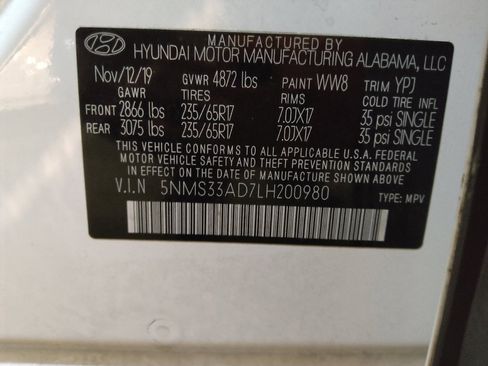 MANUFACTURED BY
HYUNDAI MOTOR MANUFACTURING ALABAMA, LLC
Nov/12/19 GVWR 4872 lbs PAINT WW8 TRIM YPJ
GAWR TIRES RIMS COLD TIRE INFL
FRONT 2866 lbs 235/65R17 7.0JX17 35 psi SINGLE
REAR 3075 lbs 235/65R17 7.0JX17 35 psi SINGLE
THIS VEHICLE CONFORMS TO ALL APPLICABLE U.S.A. FEDERAL
MOTOR VEHICLE SAFETY AND THEFT PREVENTION STANDARDS
IN EFFECT ON THE DATE OF MANUFACTURE SHOWN ABOVE.
V.I.N 5NMS33AD7LH200980
TYPE: MPV